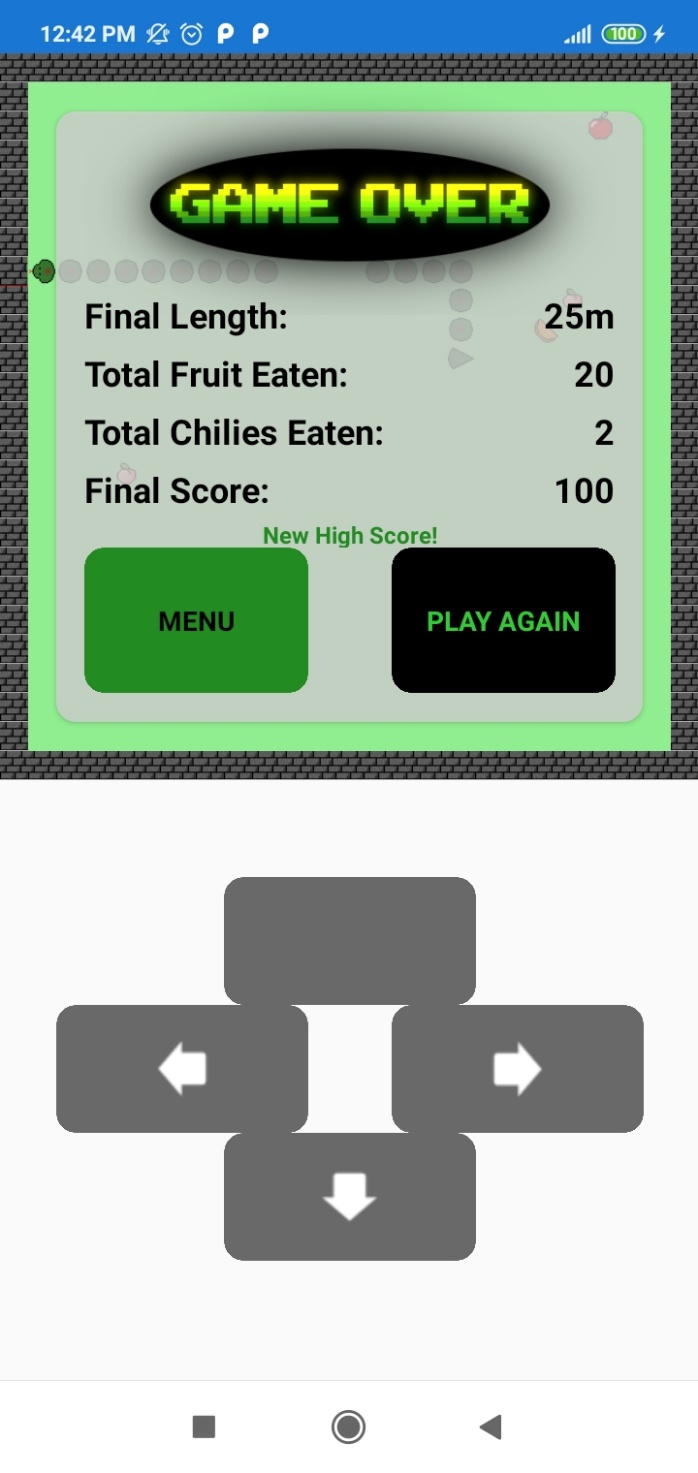 12:42 PM
100
GAME OVER
Final Length: 25m
Total Fruit Eaten: 20
Total Chilies Eaten: 2
Final Score: 100
New High Score!
MENU PLAY AGAIN